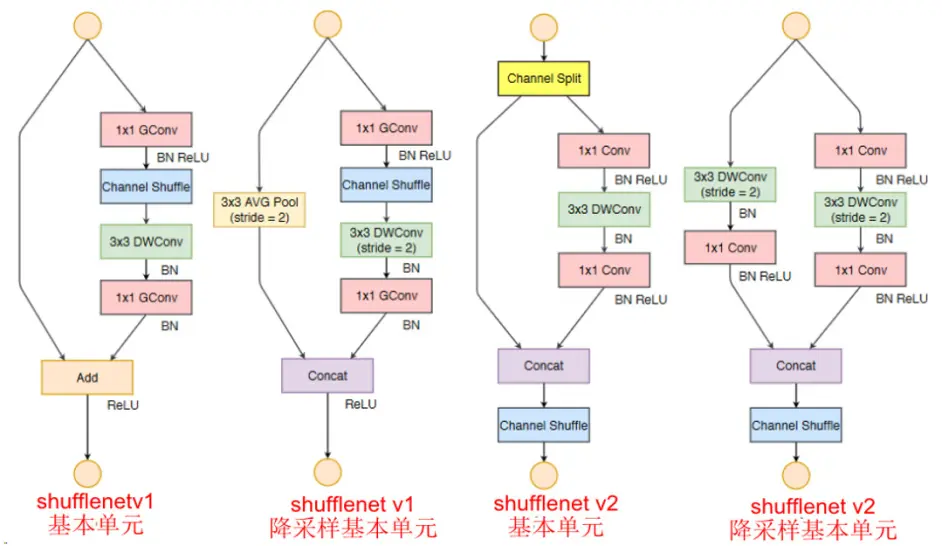 1x1 GConv
BN ReLU
Channel Shuffle
3x3 DWConv
BN
1x1 GConv
BN
Add
ReLU
shufflenetv1
基本单元
1x1 GConv
BN ReLU
3x3 AVG Pool
(stride = 2)
Channel Shuffle
3x3 DWConv
(stride = 2)
BN
1x1 GConv
BN
Concat
ReLU
shufflenet v1
降采样基本单元
Channel Split
1x1 Conv
BN ReLU
3x3 DWConv
BN
1x1 Conv
BN ReLU
Concat
Channel Shuffle
shufflenet v2
基本单元
3x3 DWConv
(stride = 2)
BN
1x1 Conv
BN ReLU
1x1 Conv
BN ReLU
3x3 DWConv
(stride = 2)
BN
1x1 Conv
BN ReLU
Concat
Channel Shuffle
shufflenet v2
降采样基本单元